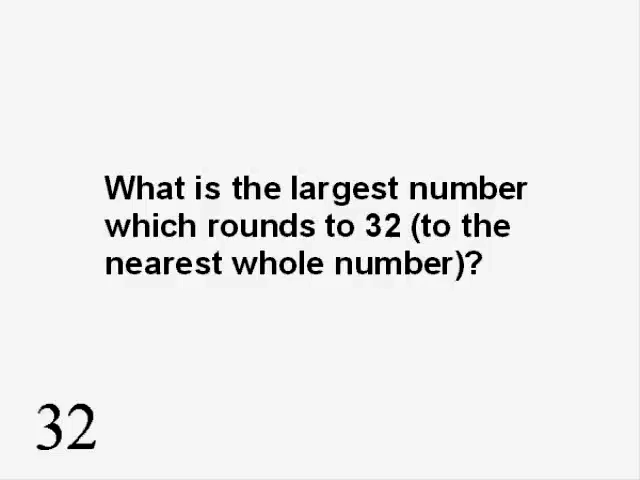 What is the largest number
which rounds to 32 (to the
nearest whole number)?
32